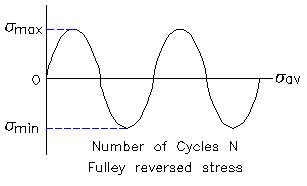 σmax
0
σav
σmin
Number of Cycles N
Fulley reversed stress